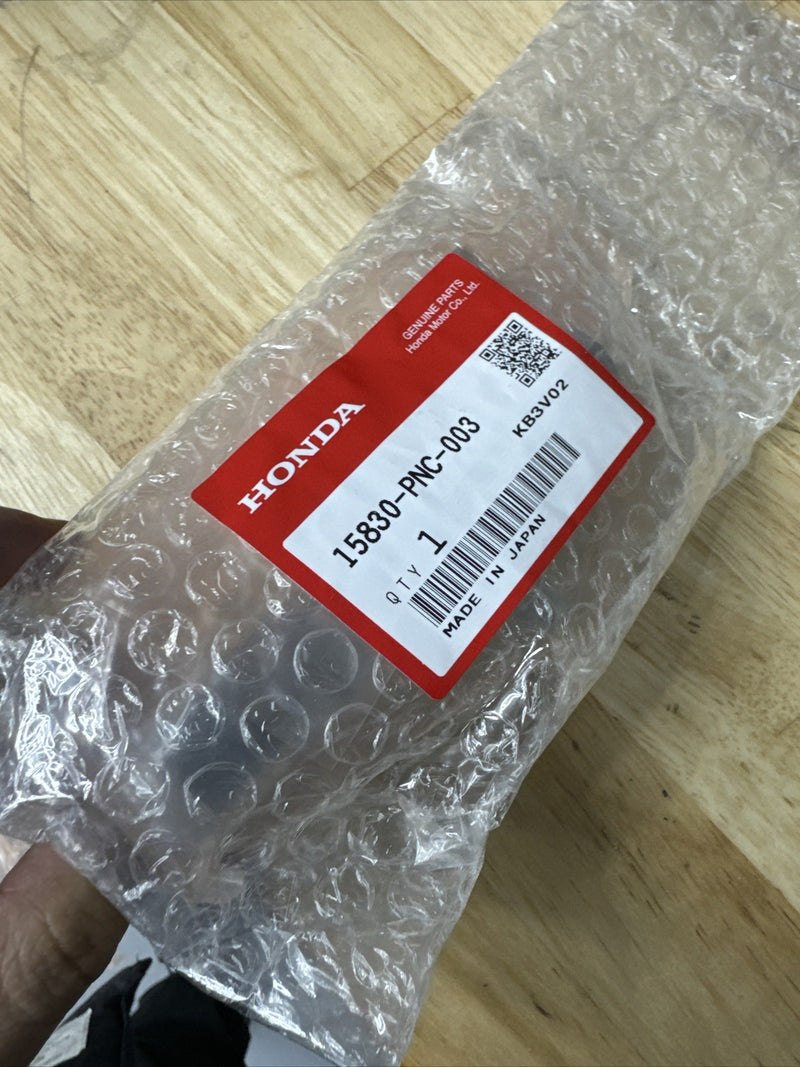 GENUINE PARTS
Honda Motor Co., Ltd.
HONDA
15830-PNC-003
KB3V02
QTY 1
MADE IN JAPAN